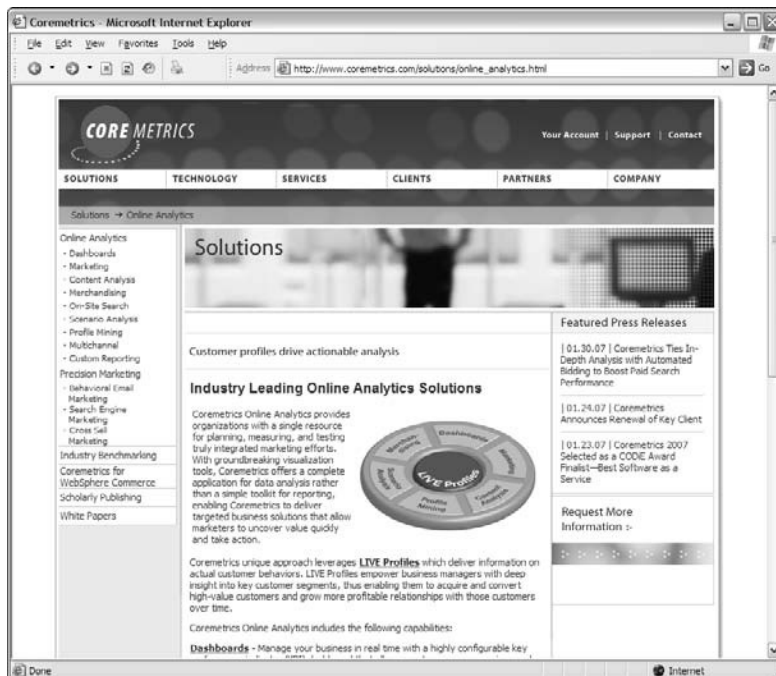 Coremetrics - Microsoft Internet Explorer
File Edit View Favorites Tools Help
Address http://www.coremetrics.com/solutions/online_analytics.html Go
COREMETRICS
Your Account | Support | Contact
SOLUTIONS TECHNOLOGY SERVICES CLIENTS PARTNERS COMPANY
Solutions → Online Analytics
Online Analytics
- Dashboards
- Marketing
- Content Analysis
- Merchandising
- On-Site Search
- Scenario Analysis
- Profile Mining
- Multichannel
- Custom Reporting
Precision Marketing
- Behavioral Email
Marketing
- Search Engine
Marketing
- Cross Sell
Marketing
Industry Benchmarking
Coremetrics for
WebSphere Commerce
Scholarly Publishing
White Papers
Solutions
Customer profiles drive actionable analysis
Industry Leading Online Analytics Solutions
Coremetrics Online Analytics provides
organizations with a single resource
for planning, measuring, and testing
truly integrated marketing efforts.
With groundbreaking visualization
tools, Coremetrics offers a complete
application for data analysis rather
than a simple toolkit for reporting,
enabling Coremetrics to deliver
targeted business solutions that allow
marketers to uncover value quickly
and take action.
Dashboards
Content
Analysis
Profile
Mining
Scenario
Analysis
LIVE Profiles
Coremetrics unique approach leverages LIVE Profiles which deliver information on
actual customer behaviors. LIVE Profiles empower business managers with deep
insight into key customer segments, thus enabling them to acquire and convert
high-value customers and grow more profitable relationships with those customers
over time.
Coremetrics Online Analytics includes the following capabilities:
Dashboards - Manage your business in real time with a highly configurable key
Featured Press Releases
| 01.30.07 | Coremetrics Ties In-
Depth Analysis with Automated
Bidding to Boost Paid Search
Performance
| 01.24.07 | Coremetrics
Announces Renewal of Key Client
| 01.23.07 | Coremetrics 2007
Selected as a CODiE Award
Finalist—Best Software as a
Service
Request More
Information :-
Done Internet